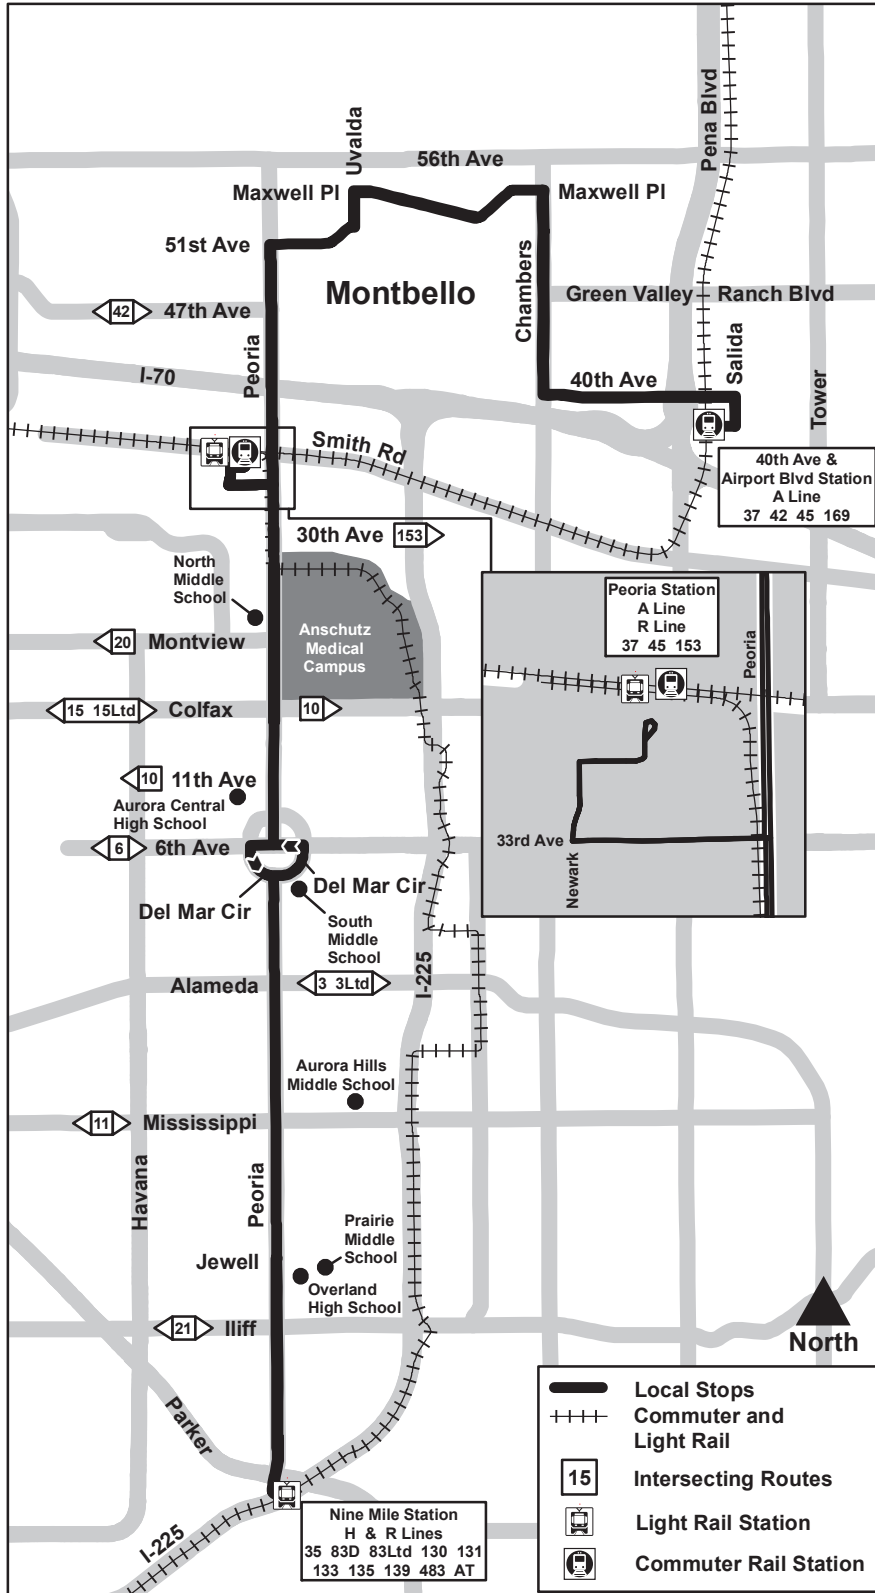 Uvalda
56th Ave
Pena Blvd
Maxwell Pl
Maxwell Pl
51st Ave
Montbello
Chambers
Green Valley
Ranch Blvd
42
47th Ave
Peoria
Salida
I-70
40th Ave
Tower
Smith Rd
40th Ave &
Airport Blvd Station
A Line
37 42 45 169
30th Ave
153
North
Middle
School
Peoria Station
A Line
R Line
37 45 153
Peoria
20
Montview
Anschutz
Medical
Campus
15 15Ltd
Colfax
10
10
11th Ave
Aurora Central
High School
33rd Ave
Newark
6
6th Ave
Del Mar Cir
Del Mar Cir
South
Middle
School
I-225
Alameda
3 3Ltd
Aurora Hills
Middle School
11
Mississippi
Havana
Peoria
Prairie
Middle
School
Jewell
Overland
High School
21
Iliff
North
Parker
I-225
Nine Mile Station
H & R Lines
35 83D 83Ltd 130 131
133 135 139 483 AT
Local Stops
Commuter and
Light Rail
15
Intersecting Routes
Light Rail Station
Commuter Rail Station